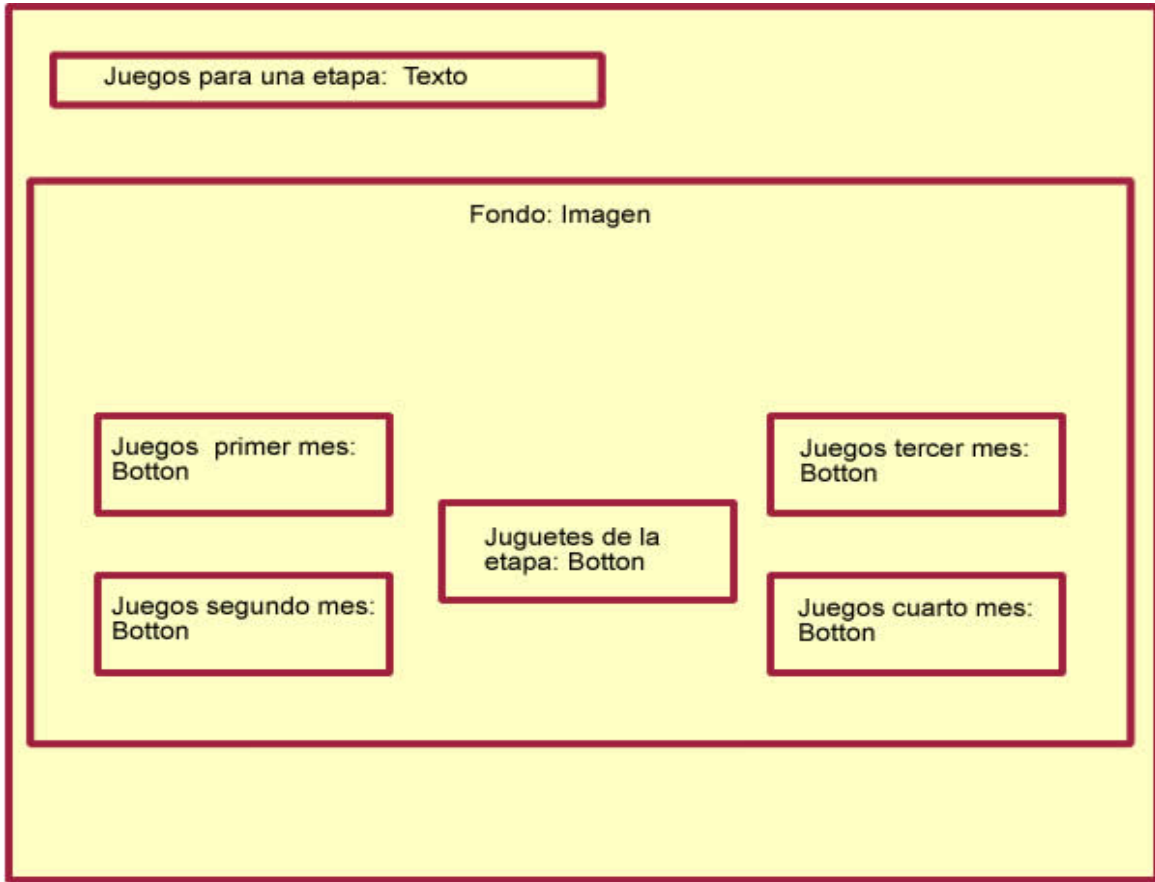 Juegos para una etapa:  Texto
Fondo: Imagen
Juegos  primer mes:
Botton
Juegos segundo mes:
Botton
Juguetes de la
etapa: Botton
Juegos tercer mes:
Botton
Juegos cuarto mes:
Botton